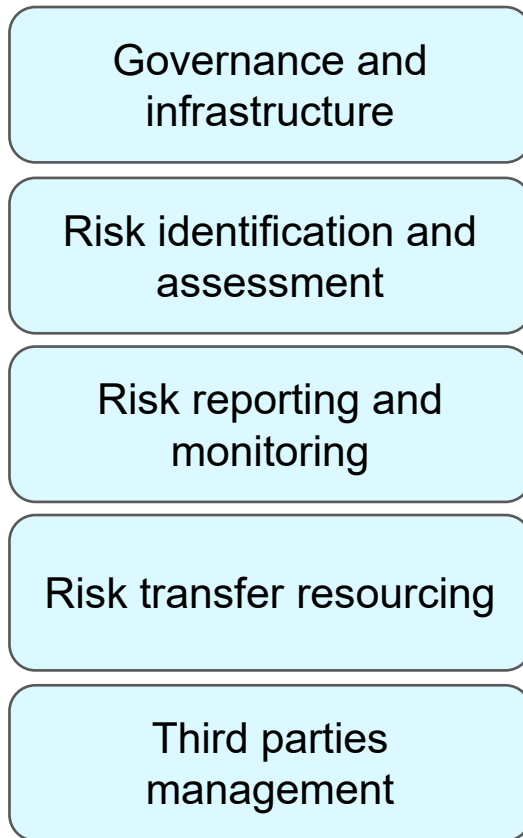 Governance and
infrastructure
Risk identification and
assessment
Risk reporting and
monitoring
Risk transfer resourcing
Third parties
management